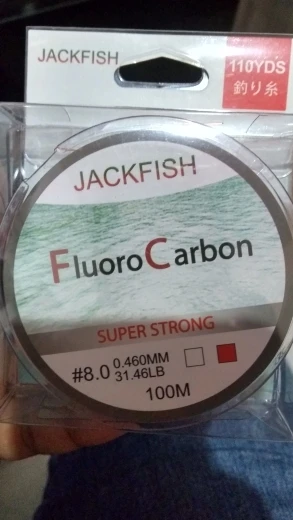 JACKFISH
110YDS
釣り糸
JACKFISH
FluoroCarbon
SUPER STRONG
#8.0 0.460MM
31.46LB
100M